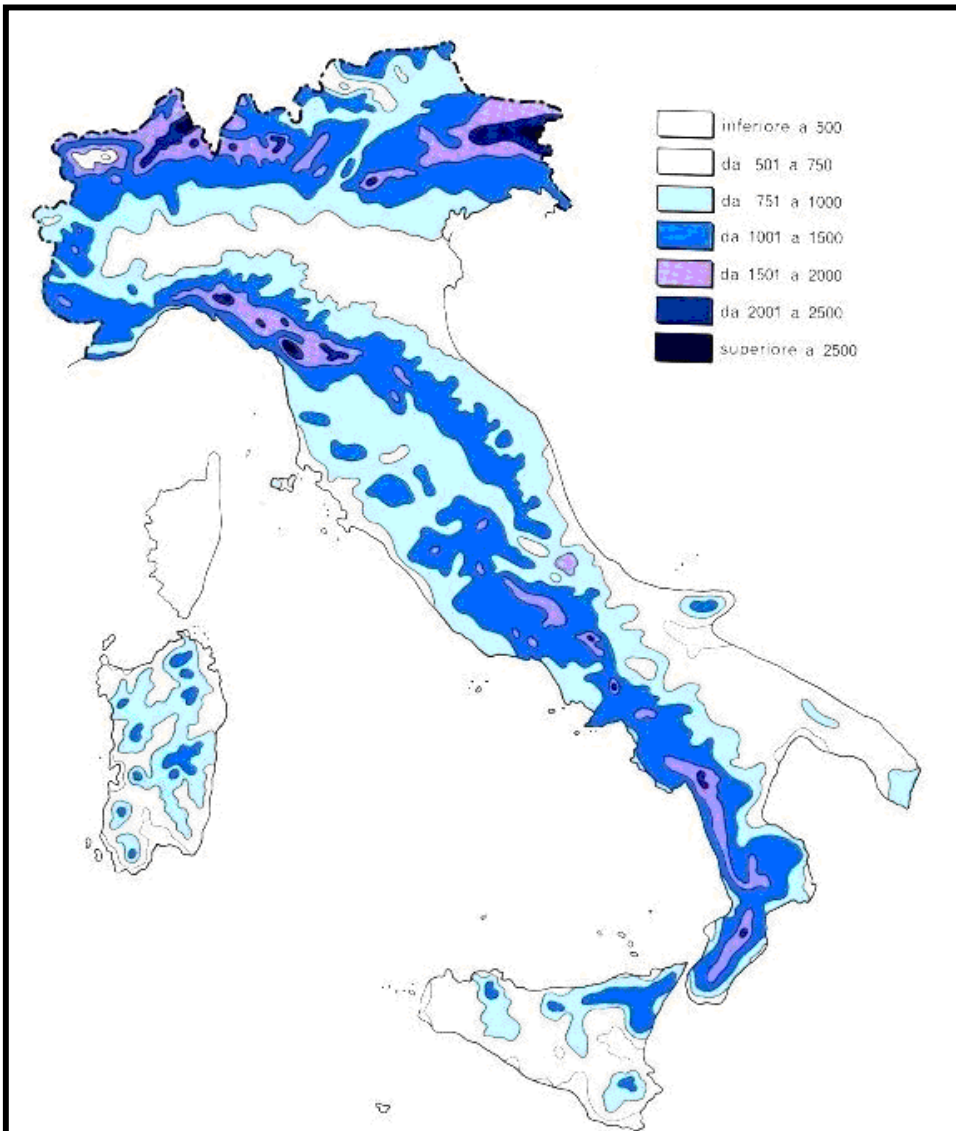 inferiore a 500
da 501 a 750
da 751 a 1000
da 1001 a 1500
da 1501 a 2000
da 2001 a 2500
superiore a 2500